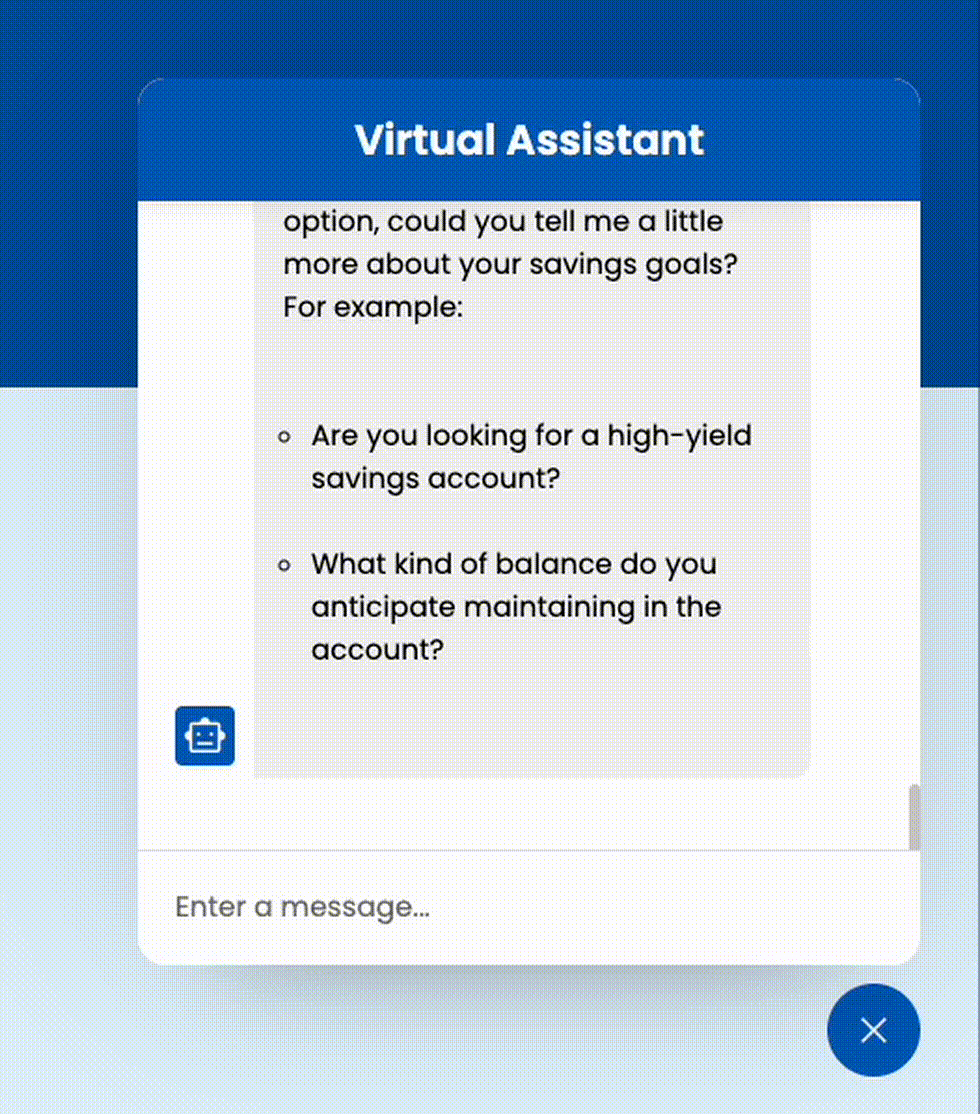 Virtual Assistant
option, could you tell me a little
more about your savings goals?
For example:
Are you looking for a high-yield
savings account?
What kind of balance do you
anticipate maintaining in the
account?
Enter a message...